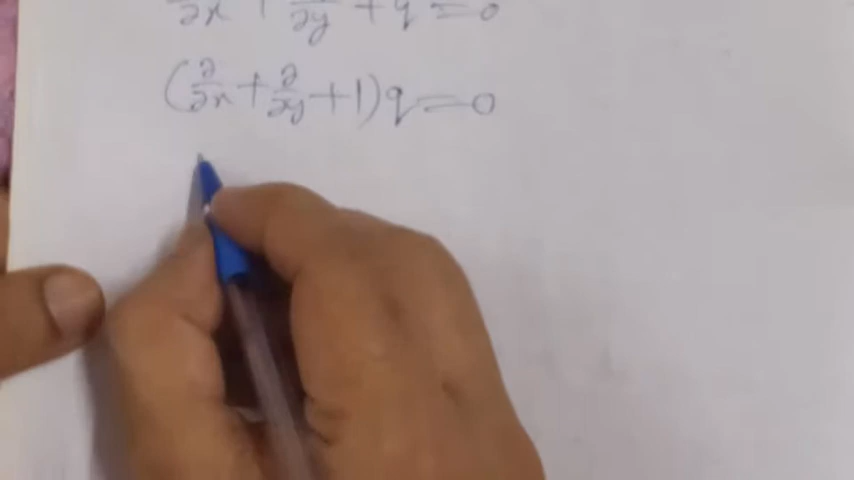 ∂/∂x + ∂/∂y + q = 0
(∂/∂x + ∂/∂y + 1) q = 0